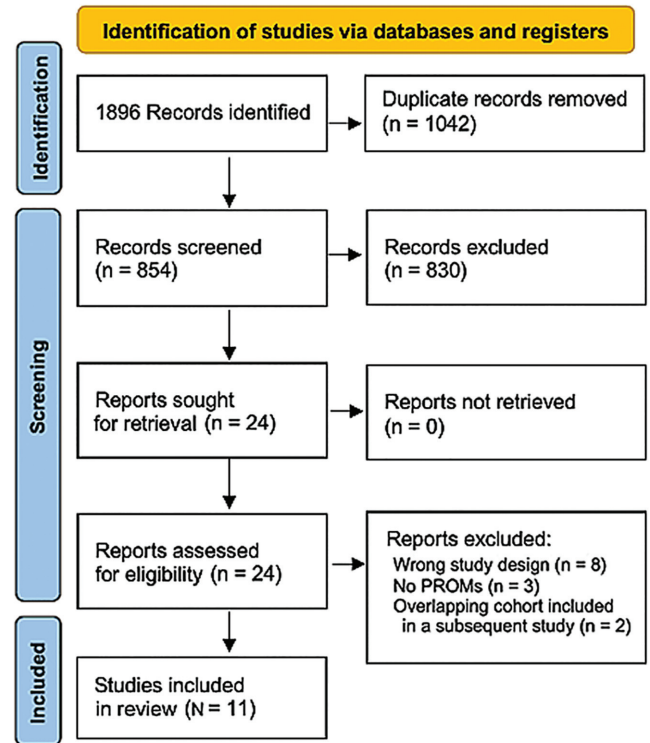 Identification of studies via databases and registers
Identification
1896 Records identified
Duplicate records removed
(n = 1042)
Screening
Records screened
(n = 854)
Records excluded
(n = 830)
Reports sought
for retrieval (n = 24)
Reports not retrieved
(n = 0)
Reports assessed
for eligibility (n = 24)
Reports excluded:
Wrong study design (n = 8)
No PROMs (n = 3)
Overlapping cohort included
in a subsequent study (n = 2)
Included
Studies included
in review (N = 11)